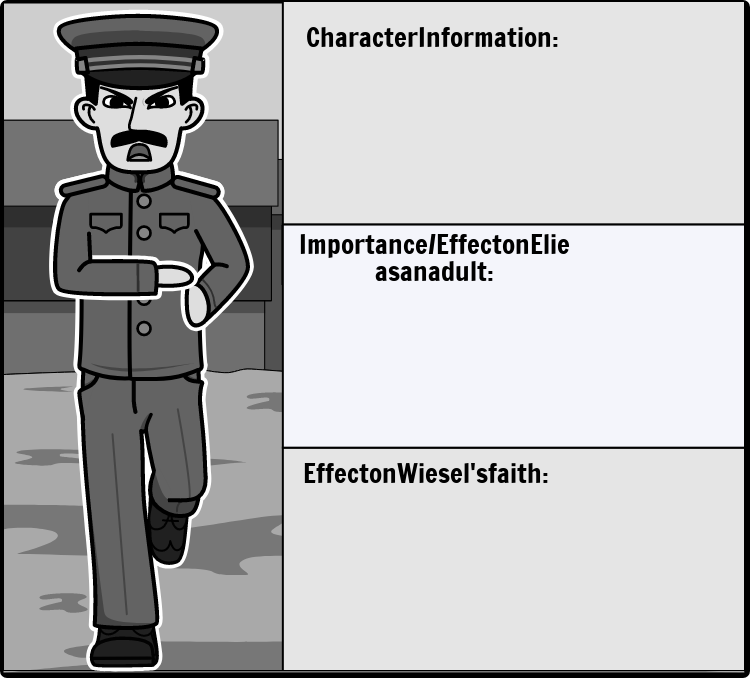 CharacterInformation:
Importance/EffectonElie
asanadult:
EffectonWiesel'sfaith: